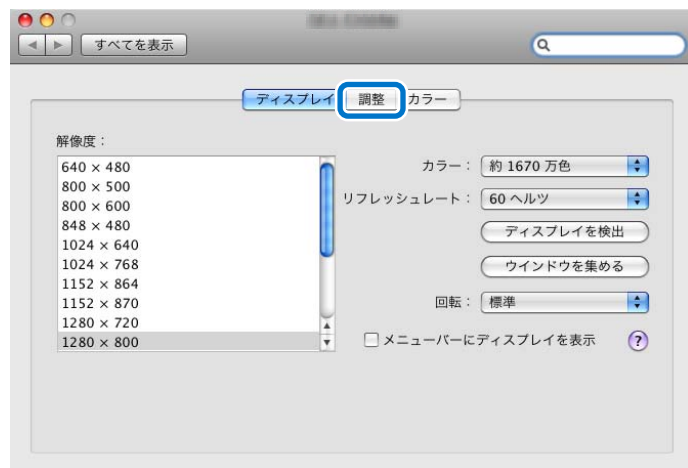 すべてを表示
ディスプレイ 調整 カラー
解像度：
640 × 480
800 × 500
800 × 600
848 × 480
1024 × 640
1024 × 768
1152 × 864
1152 × 870
1280 × 720
1280 × 800
カラー： 約 1670 万色
リフレッシュレート： 60 ヘルツ
ディスプレイを検出
ウインドウを集める
回転： 標準
メニューバーにディスプレイを表示 ?